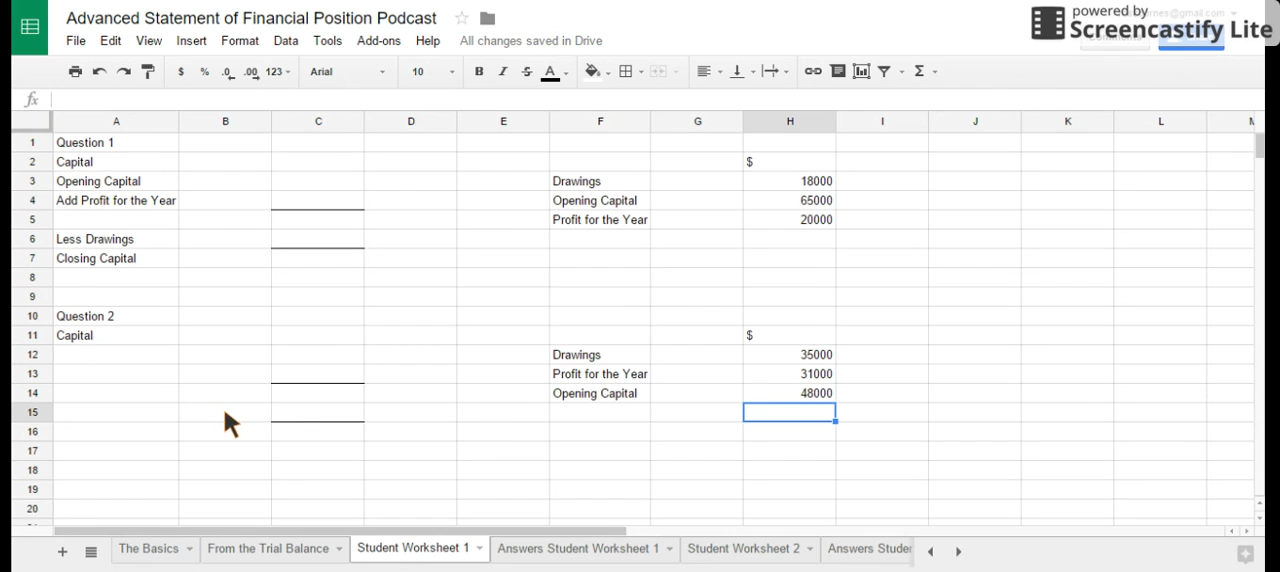 Advanced Statement of Financial Position Podcast
powered by
Screencastify Lite
File Edit View Insert Format Data Tools Add-ons Help All changes saved in Drive
$ % .0 .00 123 Arial 10 B I S A Σ
fx
A B C D E F G H I J K L
1 Question 1
2 Capital $
3 Opening Capital Drawings 18000
4 Add Profit for the Year Opening Capital 65000
5 Profit for the Year 20000
6 Less Drawings
7 Closing Capital
8
9
10 Question 2
11 Capital $
12 Drawings 35000
13 Profit for the Year 31000
14 Opening Capital 48000
15
16
17
18
19
20
The Basics From the Trial Balance Student Worksheet 1 Answers Student Worksheet 1 Student Worksheet 2 Answers Studer